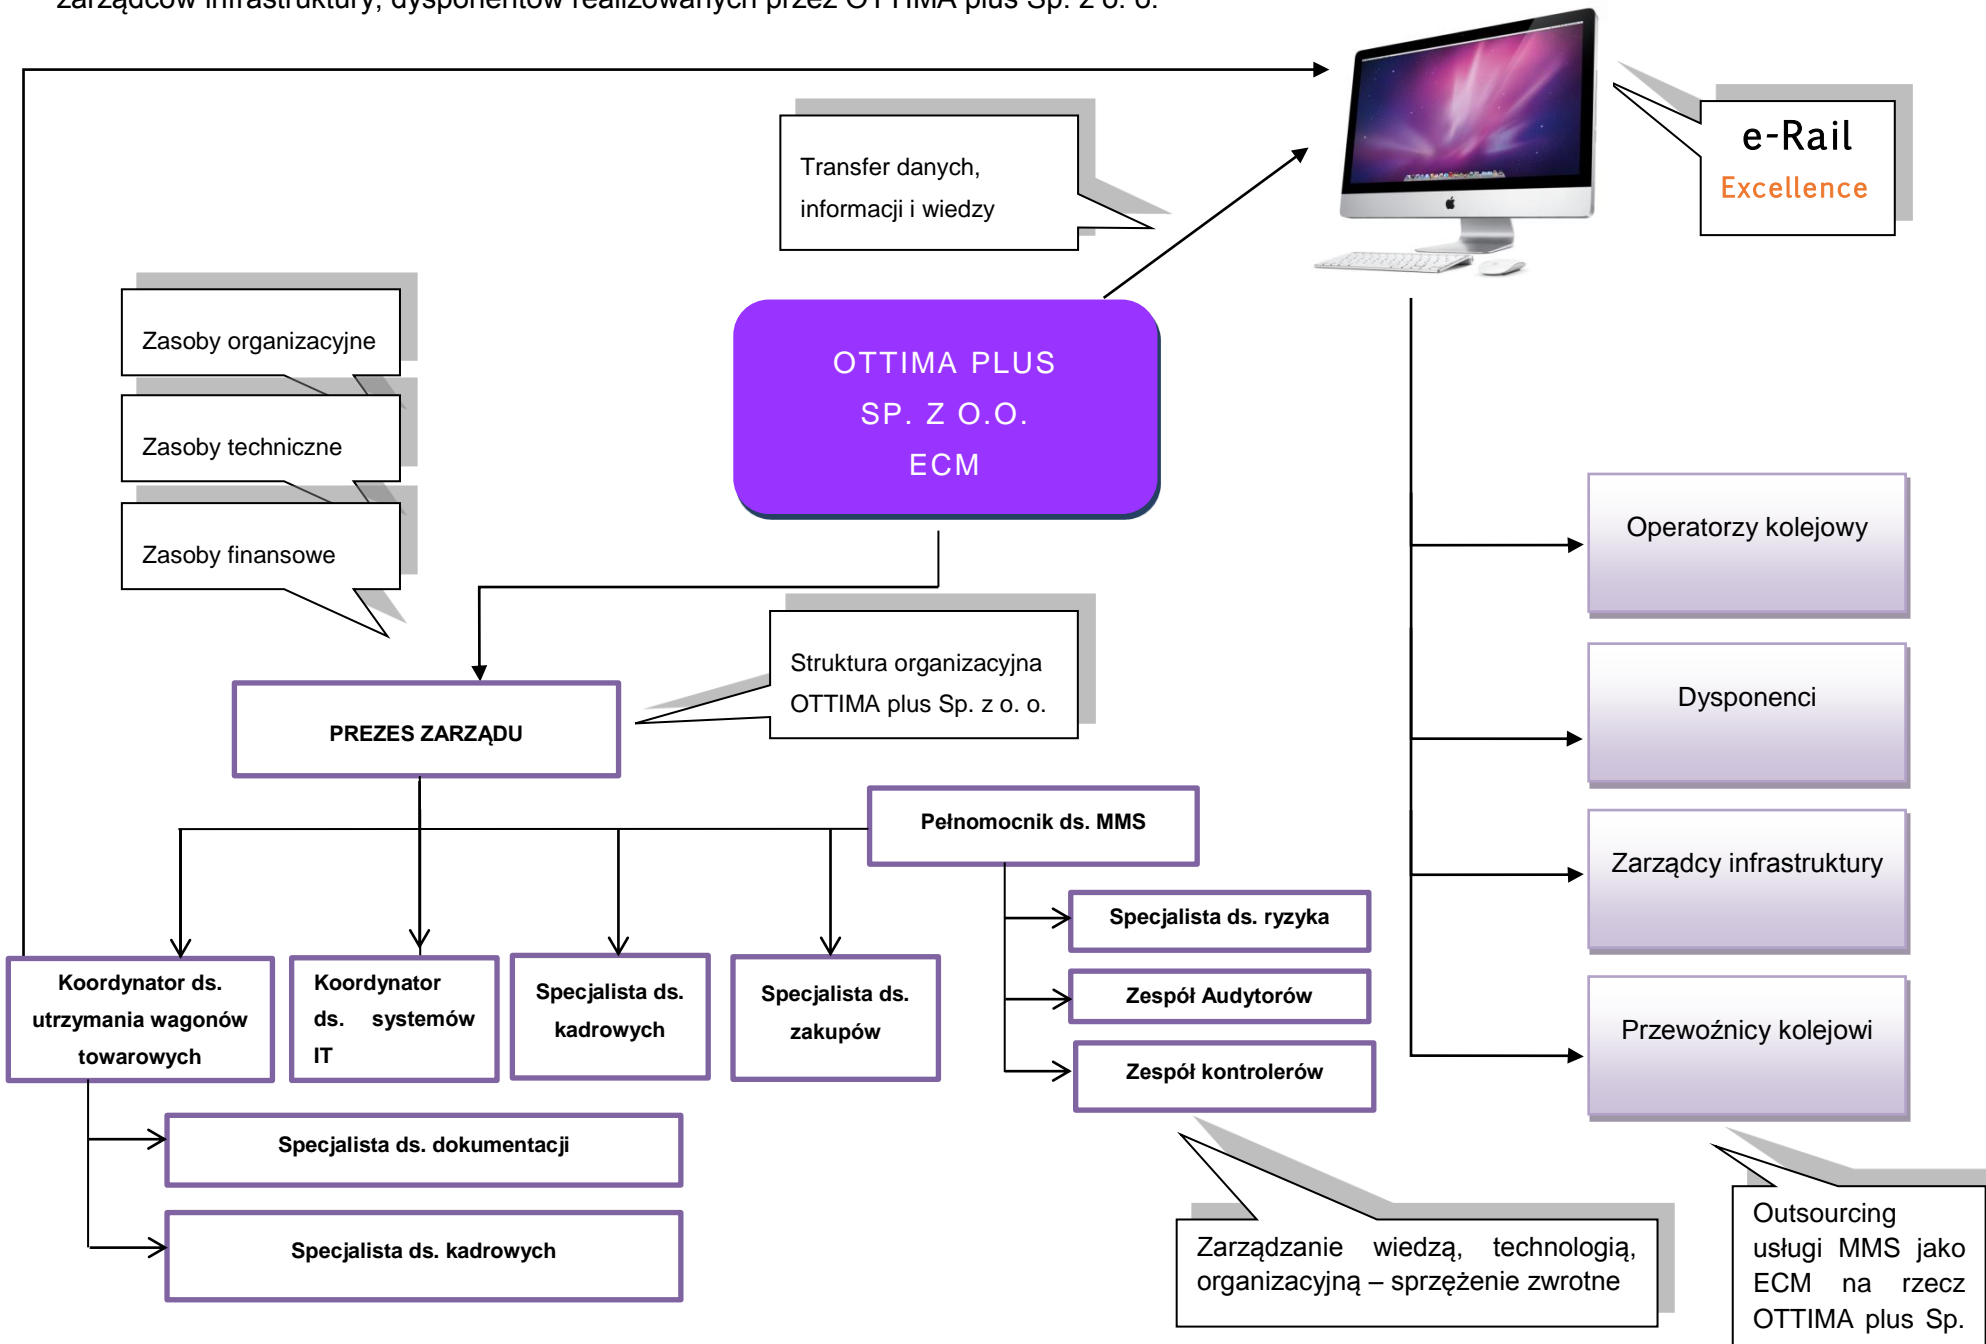 zarządców infrastruktury, dysponentów realizowanych przez OTTIMA plus Sp. z o. o.
e-Rail
Excellence
Transfer danych,
informacji i wiedzy
Zasoby organizacyjne
Zasoby techniczne
Zasoby finansowe
OTTIMA PLUS
SP. Z O.O.
ECM
Operatorzy kolejowy
Dysponenci
Zarządcy infrastruktury
Przewoźnicy kolejowi
Struktura organizacyjna
OTTIMA plus Sp. z o. o.
PREZES ZARZĄDU
Pełnomocnik ds. MMS
Specjalista ds. ryzyka
Zespół Audytorów
Zespół kontrolerów
Koordynator ds.
utrzymania wagonów
towarowych
Koordynator
ds. systemów
IT
Specjalista ds.
kadrowych
Specjalista ds.
zakupów
Specjalista ds. dokumentacji
Specjalista ds. kadrowych
Zarządzanie wiedzą, technologią,
organizacyjną – sprzężenie zwrotne
Outsourcing
usługi MMS jako
ECM na rzecz
OTTIMA plus Sp.